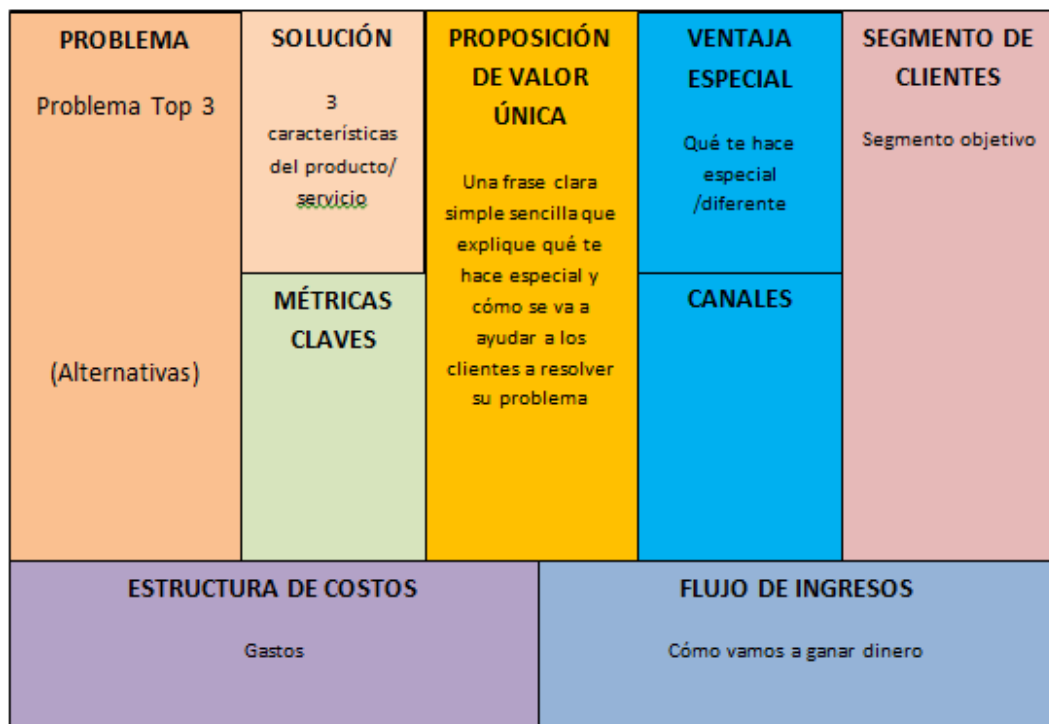 PROBLEMA
Problema Top 3
(Alternativas)
SOLUCIÓN
3
características
del producto/
servicio
MÉTRICAS
CLAVES
PROPOSICIÓN
DE VALOR
ÚNICA
Una frase clara
simple sencilla que
explique qué te
hace especial y
cómo se va a
ayudar a los
clientes a resolver
su problema
VENTAJA
ESPECIAL
Qué te hace
especial
/diferente
CANALES
SEGMENTO DE
CLIENTES
Segmento objetivo
ESTRUCTURA DE COSTOS
Gastos
FLUJO DE INGRESOS
Cómo vamos a ganar dinero